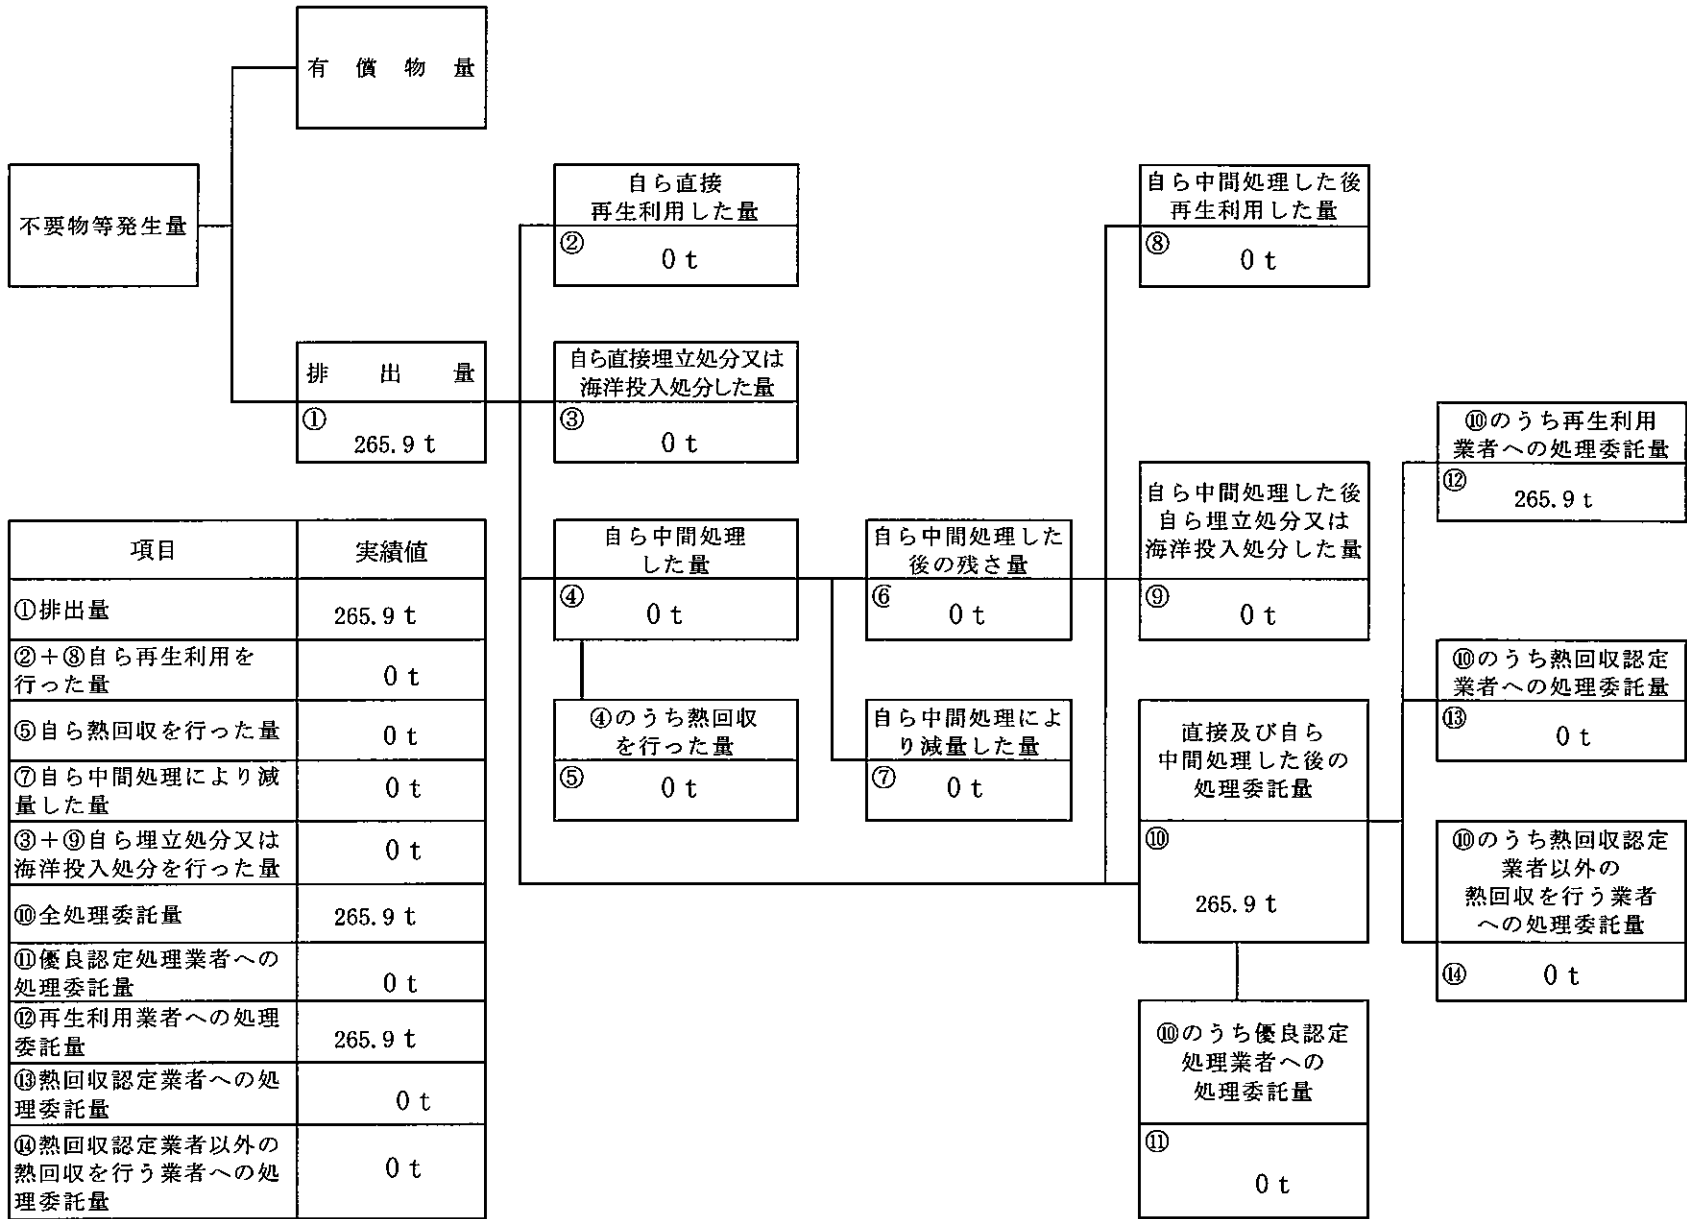 有償物量
不要物等発生量
排出量
①
265.9 t
自ら直接
再生利用した量
②
0 t
自ら直接埋立処分又は
海洋投入処分した量
③
0 t
自ら中間処理
した量
④
0 t
④のうち熱回収
を行った量
⑤
0 t
自ら中間処理した
後の残さ量
⑥
0 t
自ら中間処理によ
り減量した量
⑦
0 t
自ら中間処理した後
再生利用した量
⑧
0 t
自ら中間処理した後
自ら埋立処分又は
海洋投入処分した量
⑨
0 t
直接及び自ら
中間処理した後の
処理委託量
⑩
265.9 t
⑩のうち優良認定
処理業者への
処理委託量
⑪
0 t
⑩のうち再生利用
業者への処理委託量
⑫
265.9 t
⑩のうち熱回収認定
業者への処理委託量
⑬
0 t
⑩のうち熱回収認定
業者以外の
熱回収を行う業者
への処理委託量
⑭
0 t
項目 実績値
①排出量 265.9 t
②+⑧自ら再生利用を
行った量 0 t
⑤自ら熱回収を行った量 0 t
⑦自ら中間処理により減
量した量 0 t
③+⑨自ら埋立処分又は
海洋投入処分を行った量 0 t
⑩全処理委託量 265.9 t
⑪優良認定処理業者への
処理委託量 0 t
⑫再生利用業者への処理
委託量 265.9 t
⑬熱回収認定業者への処
理委託量 0 t
⑭熱回収認定業者以外の
熱回収を行う業者への処
理委託量 0 t